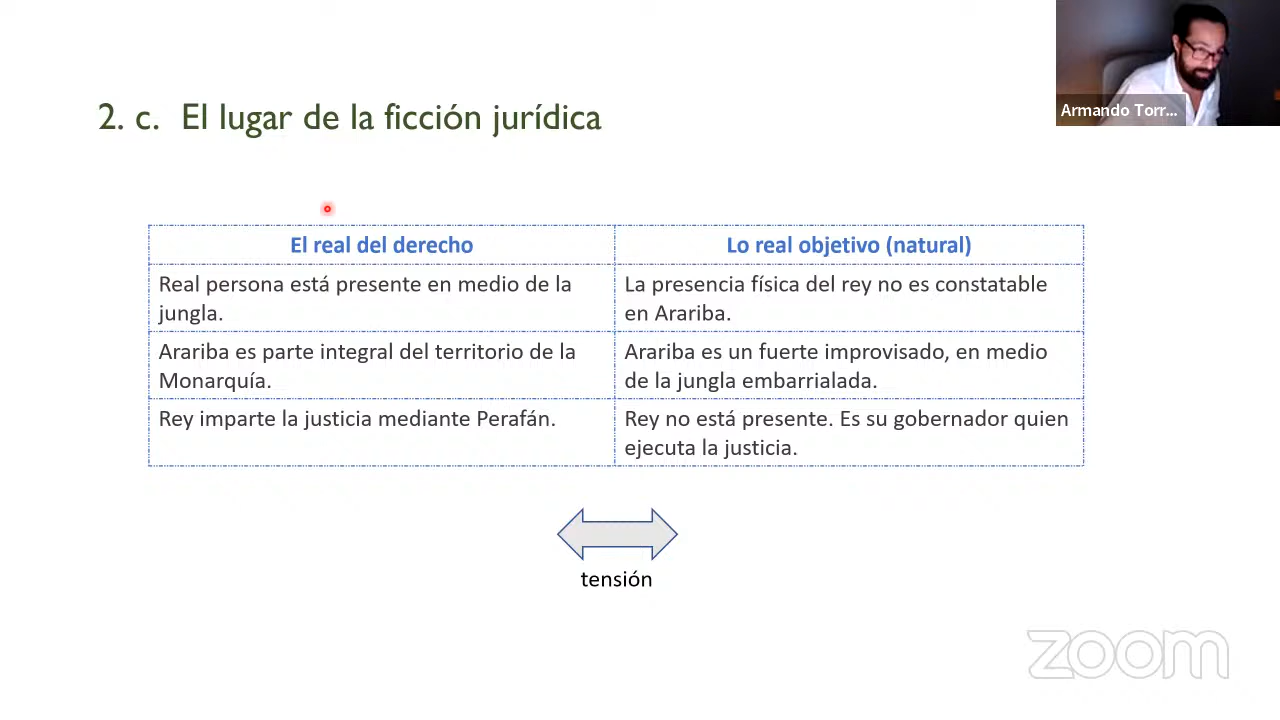 Armando Torr...
2. c. El lugar de la ficción jurídica
El real del derecho
Lo real objetivo (natural)
Real persona está presente en medio de la
jungla.
La presencia física del rey no es constatable
en Arariba.
Arariba es parte integral del territorio de la
Monarquía.
Arariba es un fuerte improvisado, en medio
de la jungla embarrialada.
Rey imparte la justicia mediante Perafán.
Rey no está presente. Es su gobernador quien
ejecuta la justicia.
tensión
zoom